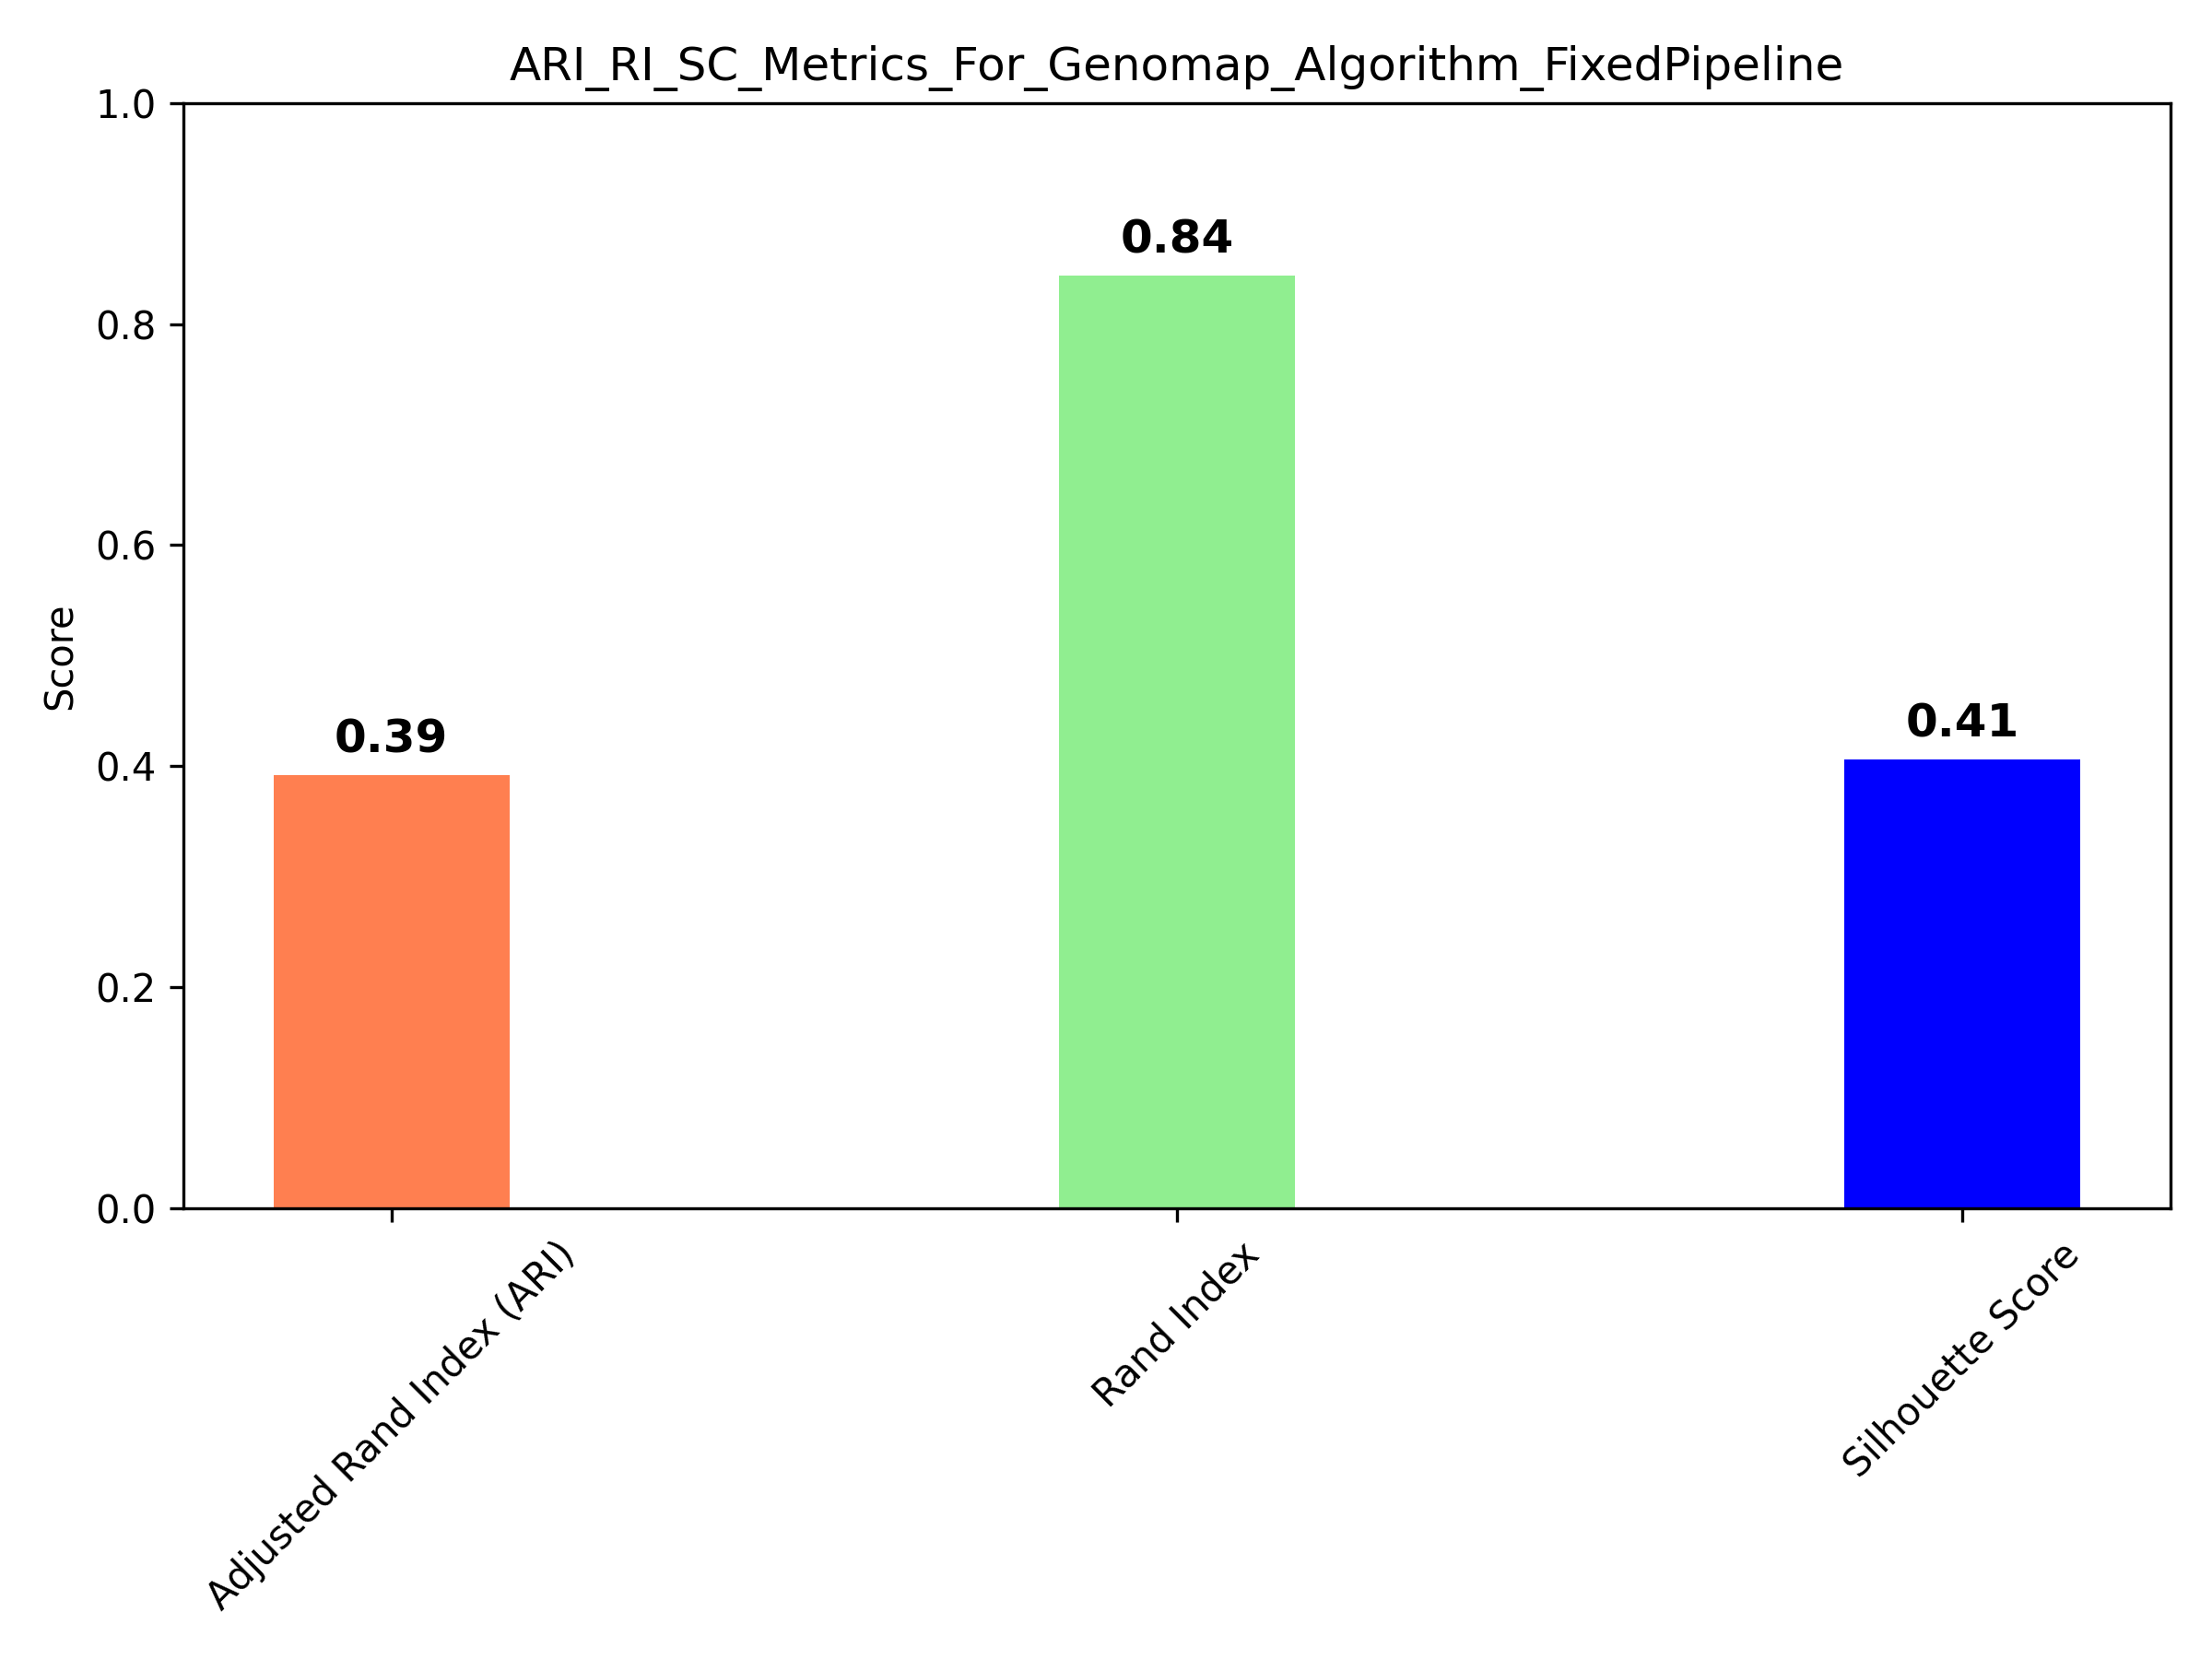 ARI_RI_SC_Metrics_For_Genomap_Algorithm_FixedPipeline
1.0
0.8
0.6
0.4
0.2
0.0
Score
0.39
0.84
0.41
Adjusted Rand Index (ARI)
Rand Index
Silhouette Score